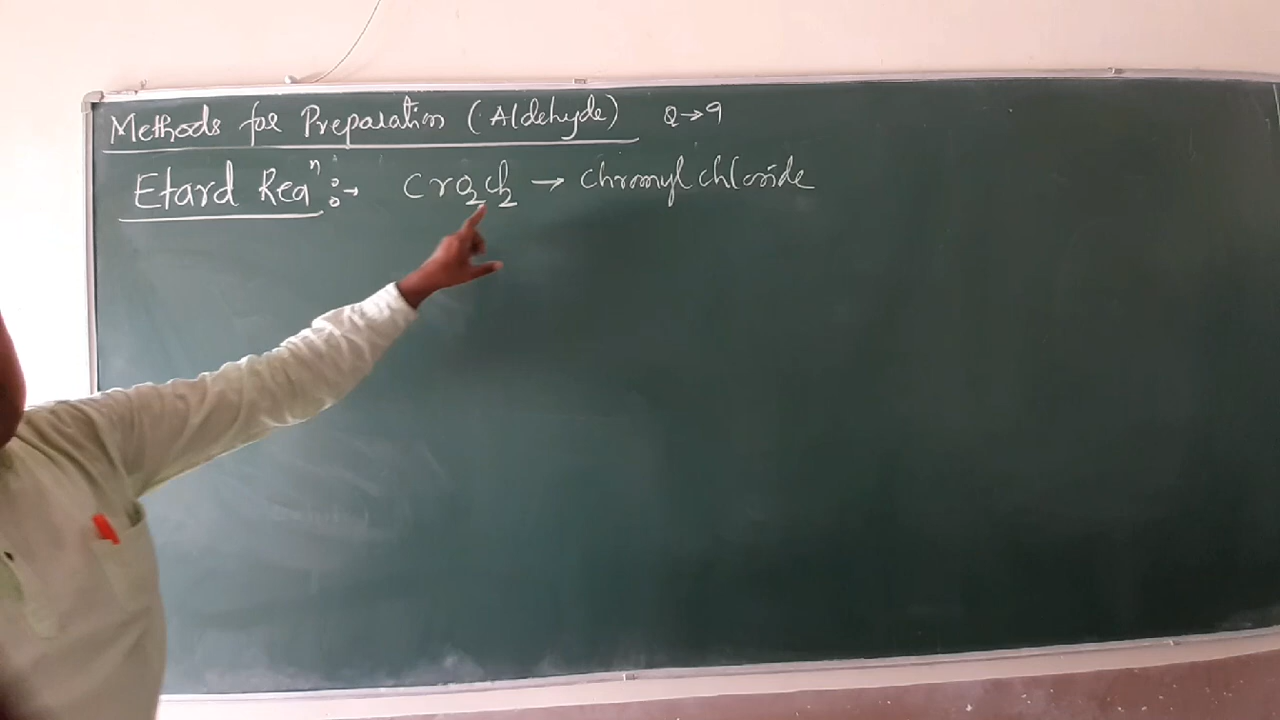 Methods for Preparation (Aldehyde) Q→9
Etard Reaⁿ :→ CrO₂Cl₂ → Chromyl chloride